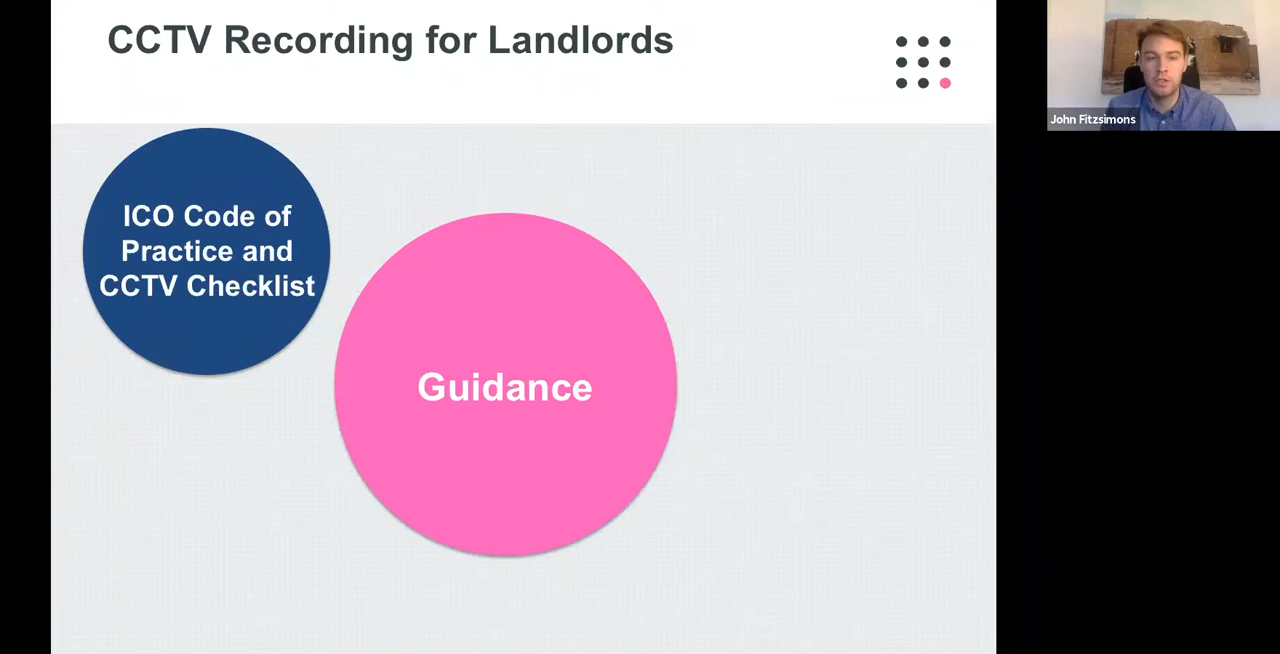 CCTV Recording for Landlords
John Fitzsimons
ICO Code of
Practice and
CCTV Checklist
Guidance